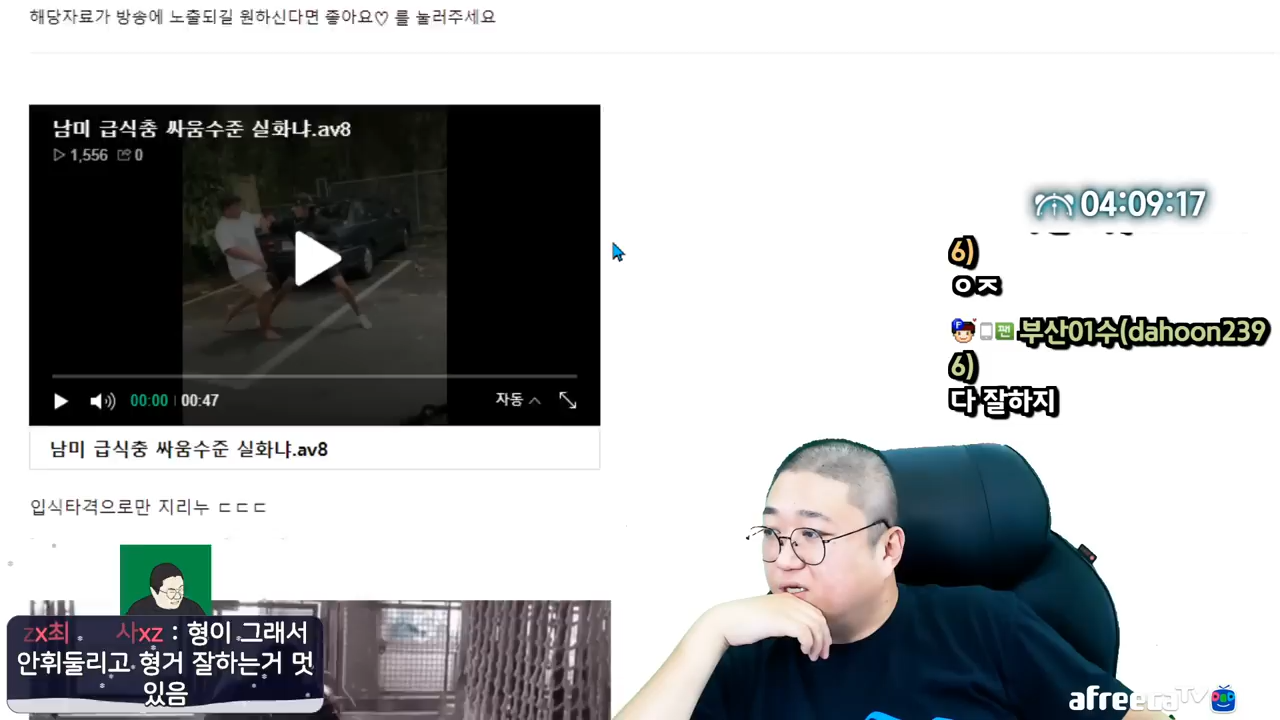 해당자료가 방송에 노출되길 원하신다면 좋아요♡ 를 눌러주세요
남미 급식충 싸움수준 실화냐.av8
1,556 0
00:00 00:47 자동
남미 급식충 싸움수준 실화냐.av8
입식타격으로만 지리누 ㄷㄷㄷ
04:09:17
6)
ㅇㅈ
F 팬 부산01수(dahoon239
6)
다 잘하지
zx최 사xz : 형이 그래서
안휘둘리고 형거 잘하는거 멋
있음
afreecaTV